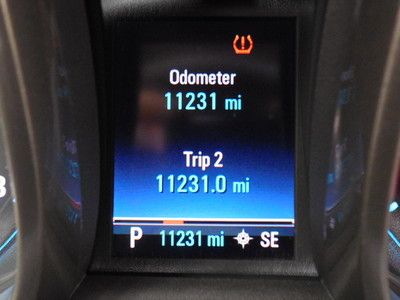 Odometer
11231 mi
Trip 2
11231.0 mi
P 11231 mi SE